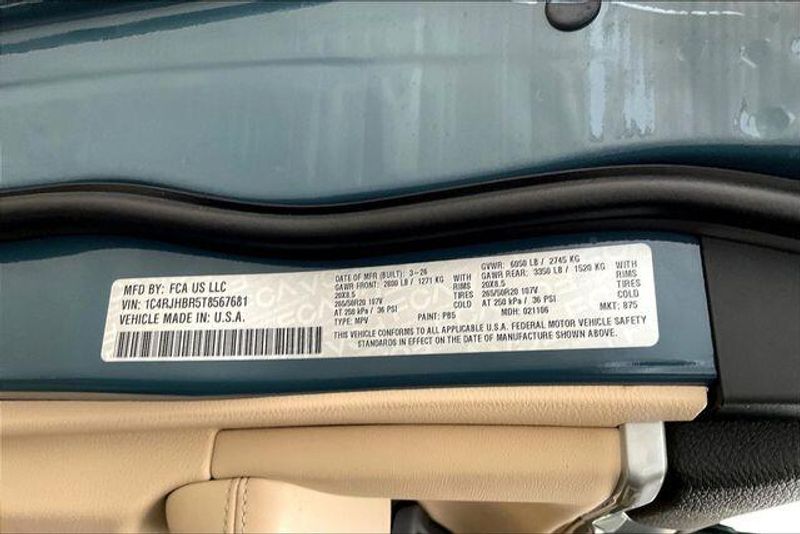 MFD BY: FCA US LLC
VIN: 1C4RJHBR5T8567681
VEHICLE MADE IN: U.S.A.
DATE OF MFR (BUILT): 3-26
GAWR FRONT: 2800 LB / 1271 KG
WITH RIMS
20X8.5 TIRES
265/50R20 107V
AT 250 kPa / 36 PSI
TYPE: MPV PAINT: PB5
GVWR: 6050 LB / 2745 KG
GAWR REAR: 3350 LB / 1520 KG
WITH RIMS
20X8.5 TIRES
265/50R20 107V COLD
AT 250 kPa / 36 PSI
MDH: 021106 MKT: 875
THIS VEHICLE CONFORMS TO ALL APPLICABLE U.S.A. FEDERAL MOTOR VEHICLE SAFETY
STANDARDS IN EFFECT ON THE DATE OF MANUFACTURE SHOWN ABOVE.